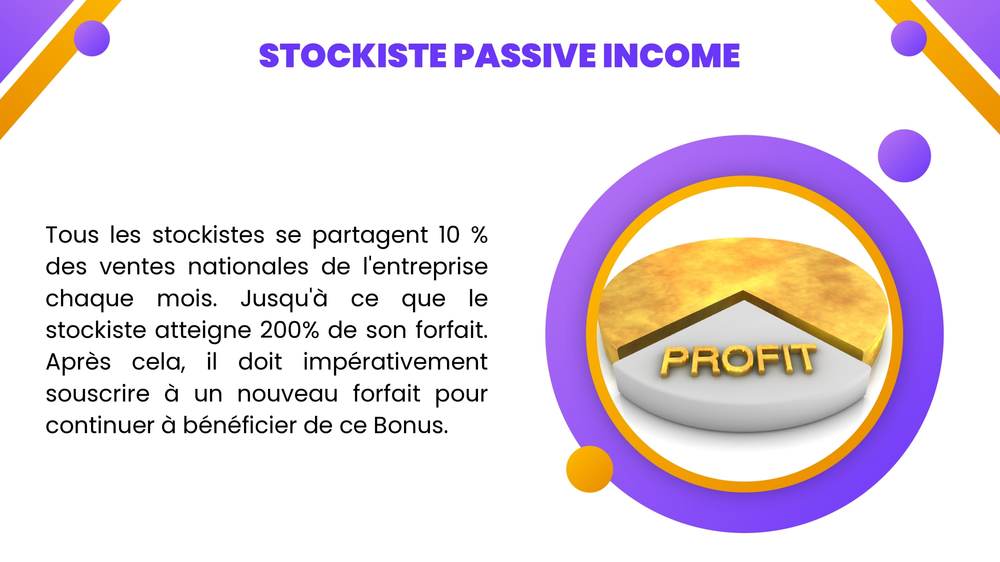 STOCKISTE PASSIVE INCOME
Tous les stockistes se partagent 10 %
des ventes nationales de l'entreprise
chaque mois. Jusqu'à ce que le
stockiste atteigne 200% de son forfait.
Après cela, il doit impérativement
souscrire à un nouveau forfait pour
continuer à bénéficier de ce Bonus.
PROFIT